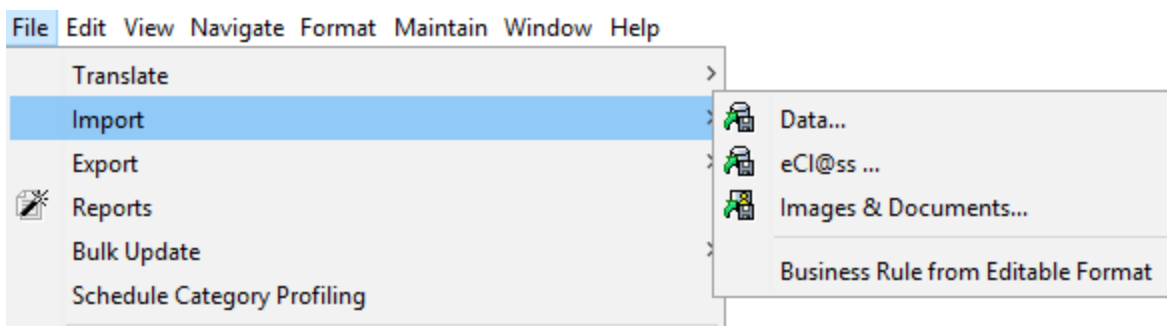 File Edit View Navigate Format Maintain Window Help
Translate
Import
Export
Reports
Bulk Update
Schedule Category Profiling
Data...
eCl@ss ...
Images & Documents...
Business Rule from Editable Format